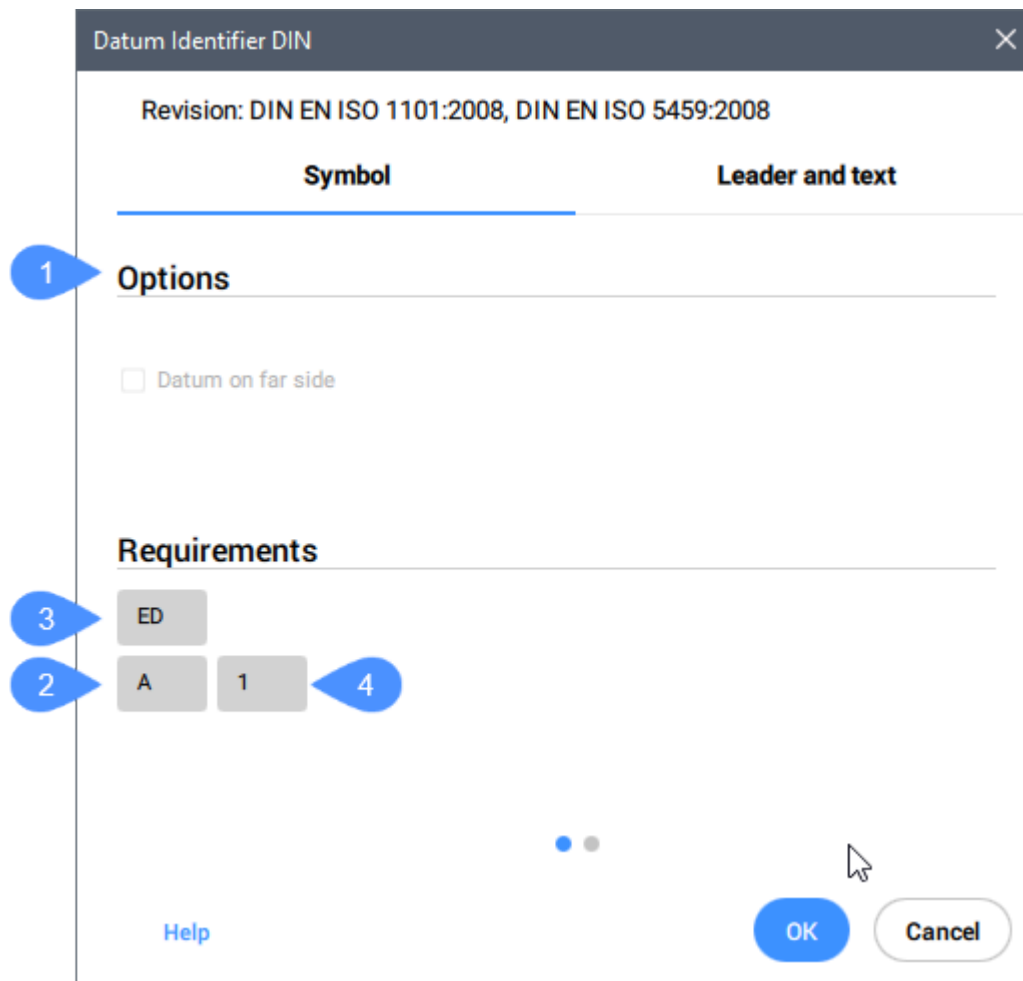 Datum Identifier DIN
Revision: DIN EN ISO 1101:2008, DIN EN ISO 5459:2008
Symbol Leader and text
1 Options
Datum on far side
Requirements
3 ED
2 A 1 4
Help OK Cancel